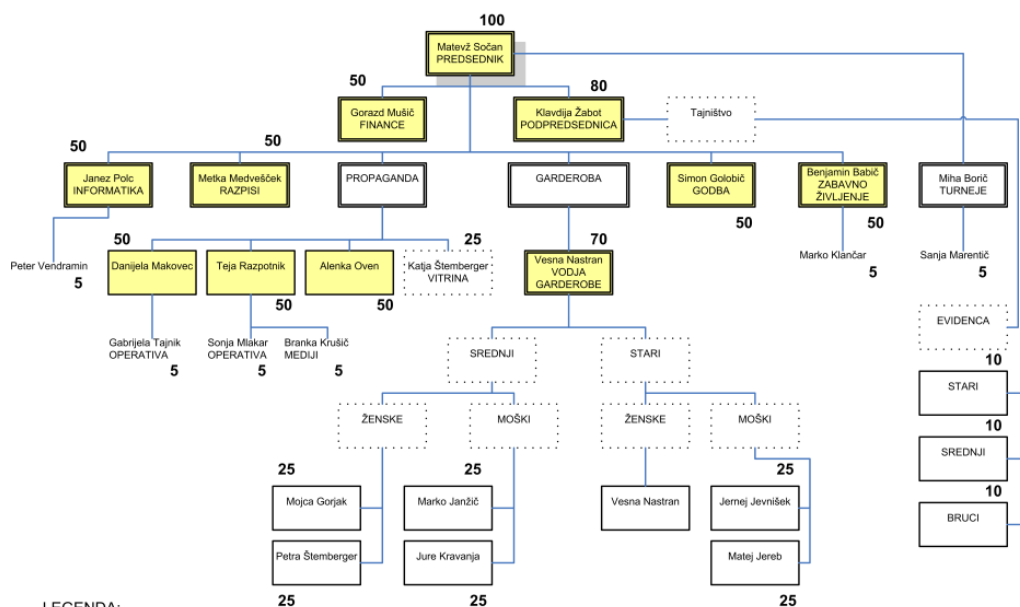 100
Matevž Sočan
PREDSEDNIK
50
80
Gorazd Mušič
FINANCE
Klavdija Žabot
PODPREDSEDNICA
Tajništvo
50
50
Janez Polc
INFORMATIKA
Metka Medvešček
RAZPISI
PROPAGANDA
GARDEROBA
Simon Golobič
GODBA
Benjamin Babič
ZABAVNO
ŽIVLJENJE
Miha Borič
TURNEJE
50
50
Peter Vendramin
5
50
Danijela Makovec
Teja Razpotnik
50
Alenka Oven
50
25
Katja Štemberger
VITRINA
70
Vesna Nastran
VODJA
GARDEROBE
Marko Klančar
5
Sanja Marentič
5
Gabrijela Tajnik
OPERATIVA
5
Sonja Mlakar
OPERATIVA
5
Branka Krušič
MEDIJI
5
EVIDENCA
SREDNJI
STARI
10
STARI
ŽENSKE
MOŠKI
ŽENSKE
MOŠKI
10
SREDNJI
25
25
25
10
Mojca Gorjak
Marko Janžič
Vesna Nastran
Jernej Jevnišek
BRUCI
Petra Štemberger
Jure Kravanja
Matej Jereb
25
25
25
LEGENDA: